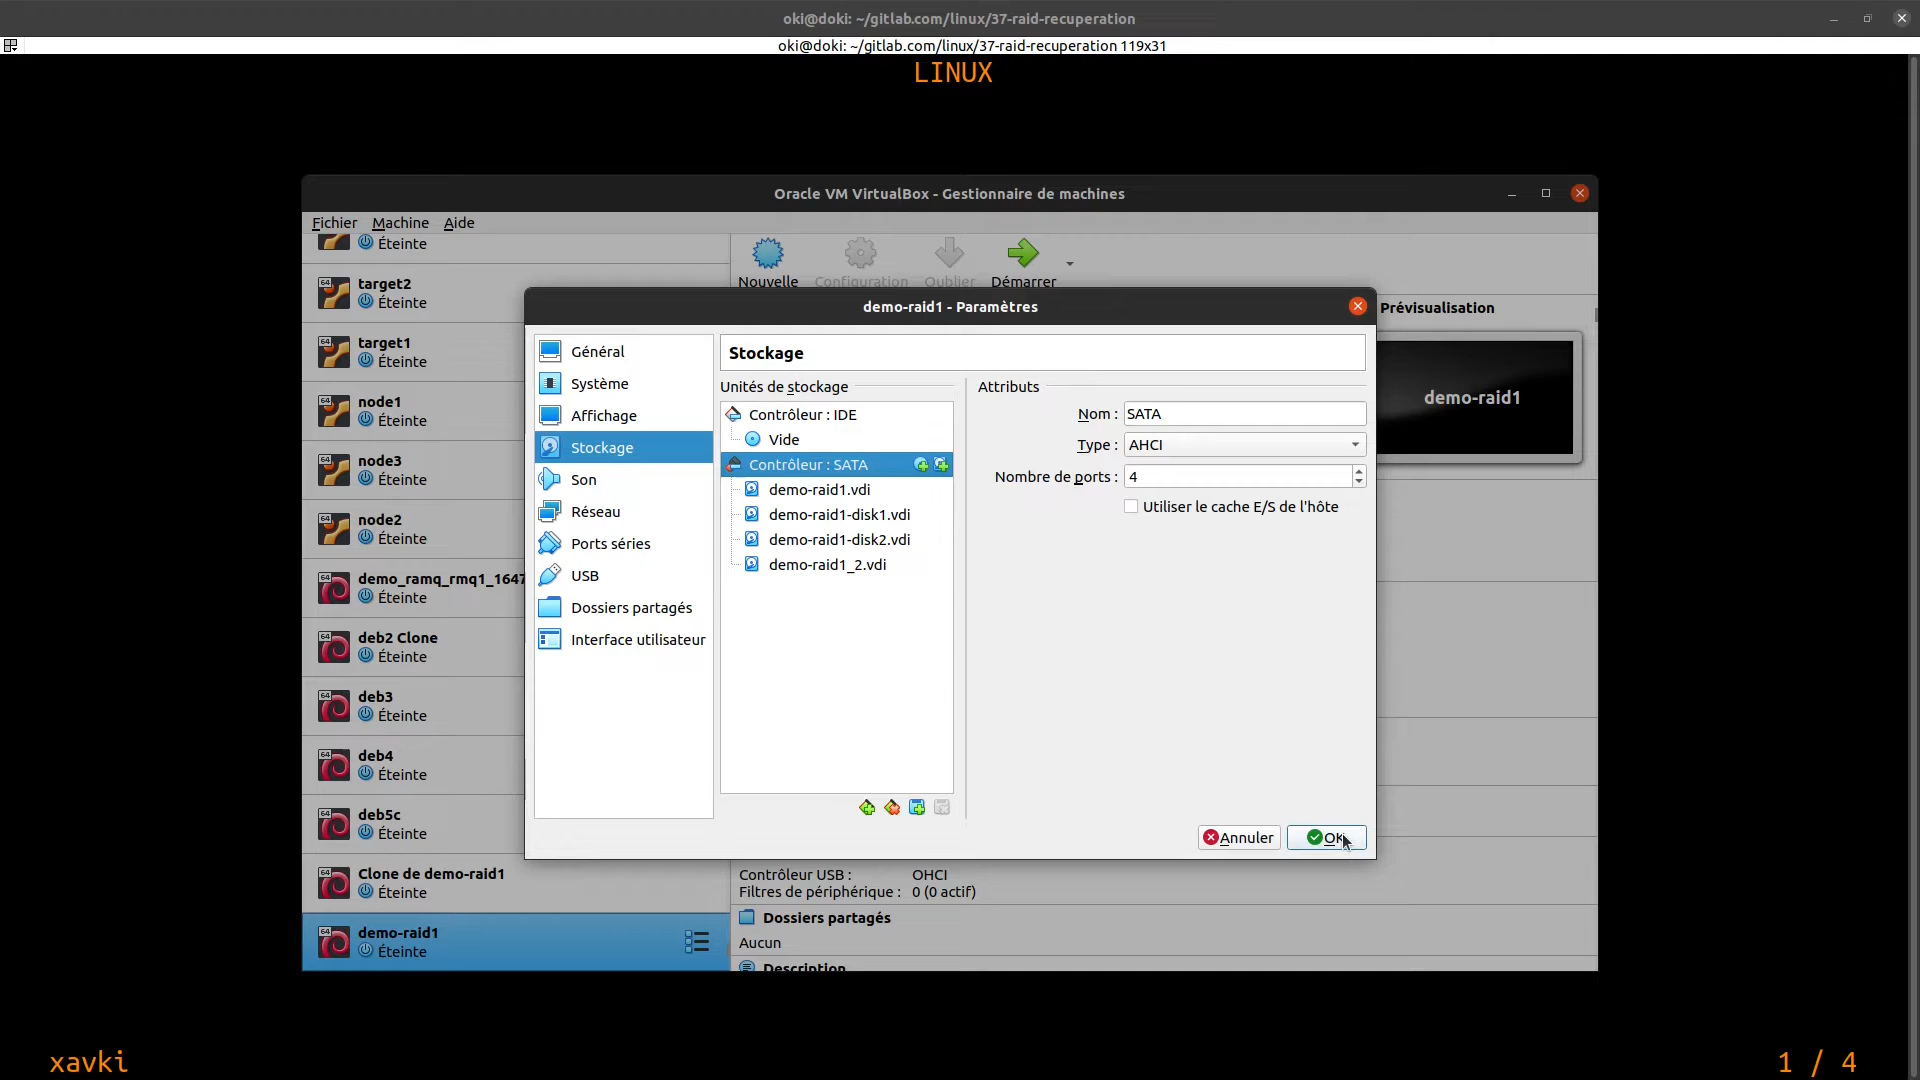 oki@doki: ~/gitlab.com/linux/37-raid-recuperation
oki@doki: ~/gitlab.com/linux/37-raid-recuperation 119x31
LINUX
Oracle VM VirtualBox - Gestionnaire de machines
Fichier Machine Aide
Éteinte
target2
Éteinte
target1
Éteinte
node1
Éteinte
node3
Éteinte
node2
Éteinte
demo_ramq_rmq1_1647
Éteinte
deb2 Clone
Éteinte
deb3
Éteinte
deb4
Éteinte
deb5c
Éteinte
Clone de demo-raid1
Éteinte
demo-raid1
Éteinte
Nouvelle Configuration Oublier Démarrer
demo-raid1 - Paramètres
Général
Système
Affichage
Stockage
Son
Réseau
Ports séries
USB
Dossiers partagés
Interface utilisateur
Stockage
Unités de stockage
Contrôleur : IDE
Vide
Contrôleur : SATA
demo-raid1.vdi
demo-raid1-disk1.vdi
demo-raid1-disk2.vdi
demo-raid1_2.vdi
Attributs
Nom : SATA
Type : AHCI
Nombre de ports : 4
Utiliser le cache E/S de l'hôte
Annuler OK
Prévisualisation
demo-raid1
Contrôleur USB : OHCI
Filtres de périphérique : 0 (0 actif)
Dossiers partagés
Aucun
Description
xavki
1 / 4